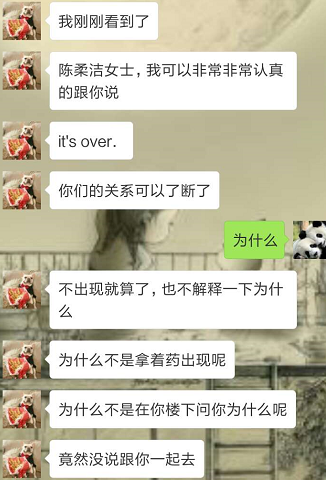 我刚刚看到了
陈柔洁女士，我可以非常非常认真
的跟你说
it's over.
你们的关系可以了断了
为什么
不出现就算了，也不解释一下为什
么
为什么不是拿着药出现呢
为什么不是在你楼下问你为什么呢
竟然没说跟你一起去